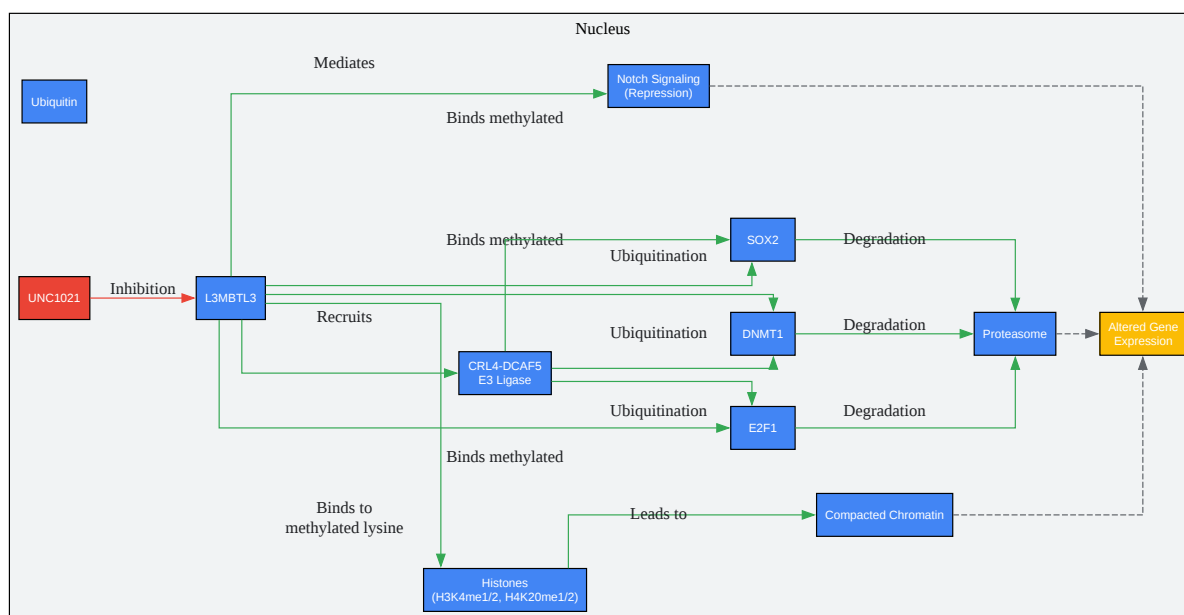 Nucleus
Mediates
Notch Signaling
(Repression)
Ubiquitin
Binds methylated
Binds methylated
SOX2
Degradation
Ubiquitination
UNC1021
Inhibition
L3MBTL3
Recruits
Ubiquitination
DNMT1
Degradation
Proteasome
Altered Gene
Expression
CRL4-DCAF5
E3 Ligase
Ubiquitination
E2F1
Degradation
Binds methylated
Binds to
methylated lysine
Leads to
Compacted Chromatin
Histones
(H3K4me1/2, H4K20me1/2)